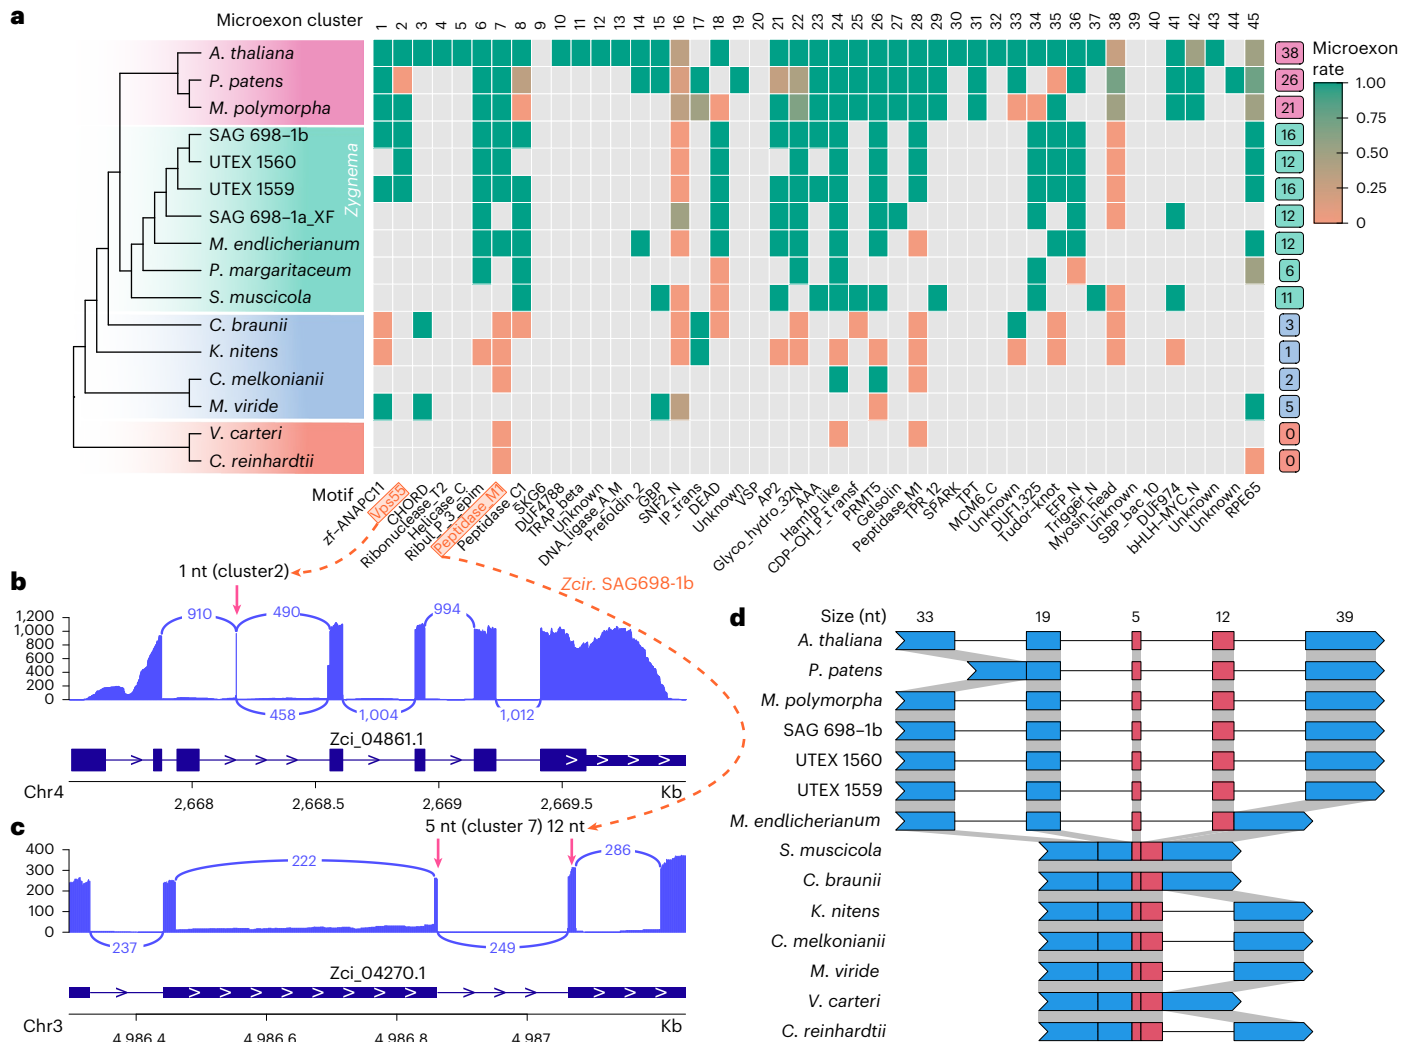 a
Microexon cluster
1 2 3 4 5 6 7 8 9 10 11 12 13 14 15 16 17 18 19 20 21 22 23 24 25 26 27 28 29 30 31 32 33 34 35 36 37 38 39 40 41 42 43 44 45
A. thaliana 38
P. patens 26
M. polymorpha 21
SAG 698–1b 16
UTEX 1560 12
UTEX 1559 16
SAG 698–1a_XF 12
M. endlicherianum 12
P. margaritaceum 6
S. muscicola 11
C. braunii 3
K. nitens 1
C. melkonianii 2
M. viride 5
V. carteri 0
C. reinhardtii 0
Zygnema
Microexon
rate
1.00
0.75
0.50
0.25
0
Motif
zf–ANAPC11
Vps55
CHORD
Ribonuclease_T2
Helicase_C
Ribul_P_3_epim
Peptidase_M1
Peptidase_C1
SKG6
DUF4788
TRAP_beta
Unknown
DNA_ligase_A_M
Prefoldin_2
GBP
SNF2_N
IP_trans
DEAD
Unknown
VSP
AP2
Glyco_hydro_32N
AAA
Ham1p_like
CDP–OH_P_transf
PRMT5
Gelsolin
Peptidase_M1
TPR_12
SPARK
TPT
MCM6_C
Unknown
DUF1325
Tudor–knot
EFP_N
Trigger_N
Myosin_head
Unknown
SBP_bac_10
DUF974
bHLH–MYC_N
Unknown
Unknown
RPE65
b
1 nt (cluster2)
Zcir. SAG698-1b
1,200
1,000
800
600
400
200
0
910
490
994
458
1,004
1,012
Zci_04861.1
Chr4
2,668
2,668.5
2,669
2,669.5
Kb
c
5 nt (cluster 7) 12 nt
400
300
200
100
0
222
286
237
249
Zci_04270.1
Chr3
4,986.4
4,986.6
4,986.8
4,987
Kb
d
Size (nt) 33 19 5 12 39
A. thaliana
P. patens
M. polymorpha
SAG 698–1b
UTEX 1560
UTEX 1559
M. endlicherianum
S. muscicola
C. braunii
K. nitens
C. melkonianii
M. viride
V. carteri
C. reinhardtii